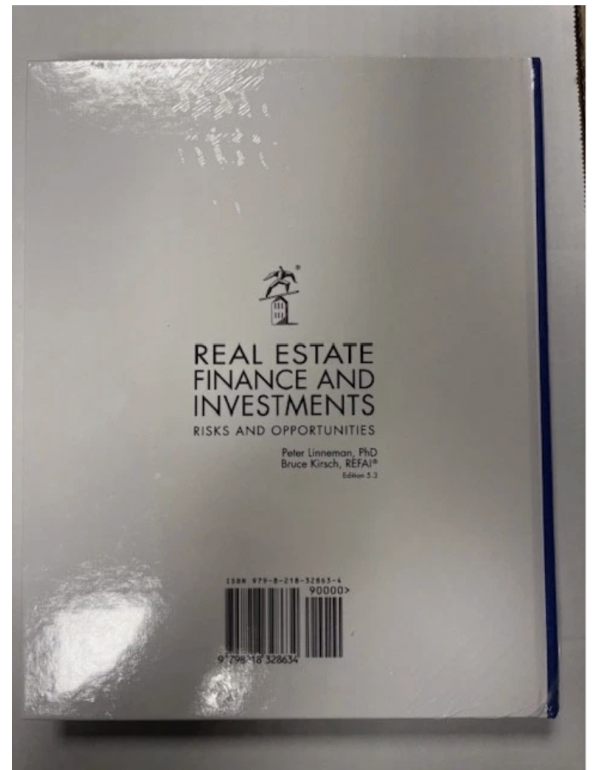 ®
REAL ESTATE
FINANCE AND
INVESTMENTS
RISKS AND OPPORTUNITIES
Peter Linneman, PhD
Bruce Kirsch, REFAI®
Edition 5.3
ISBN 979-8-218-32863-4
90000>
9 798218 328634